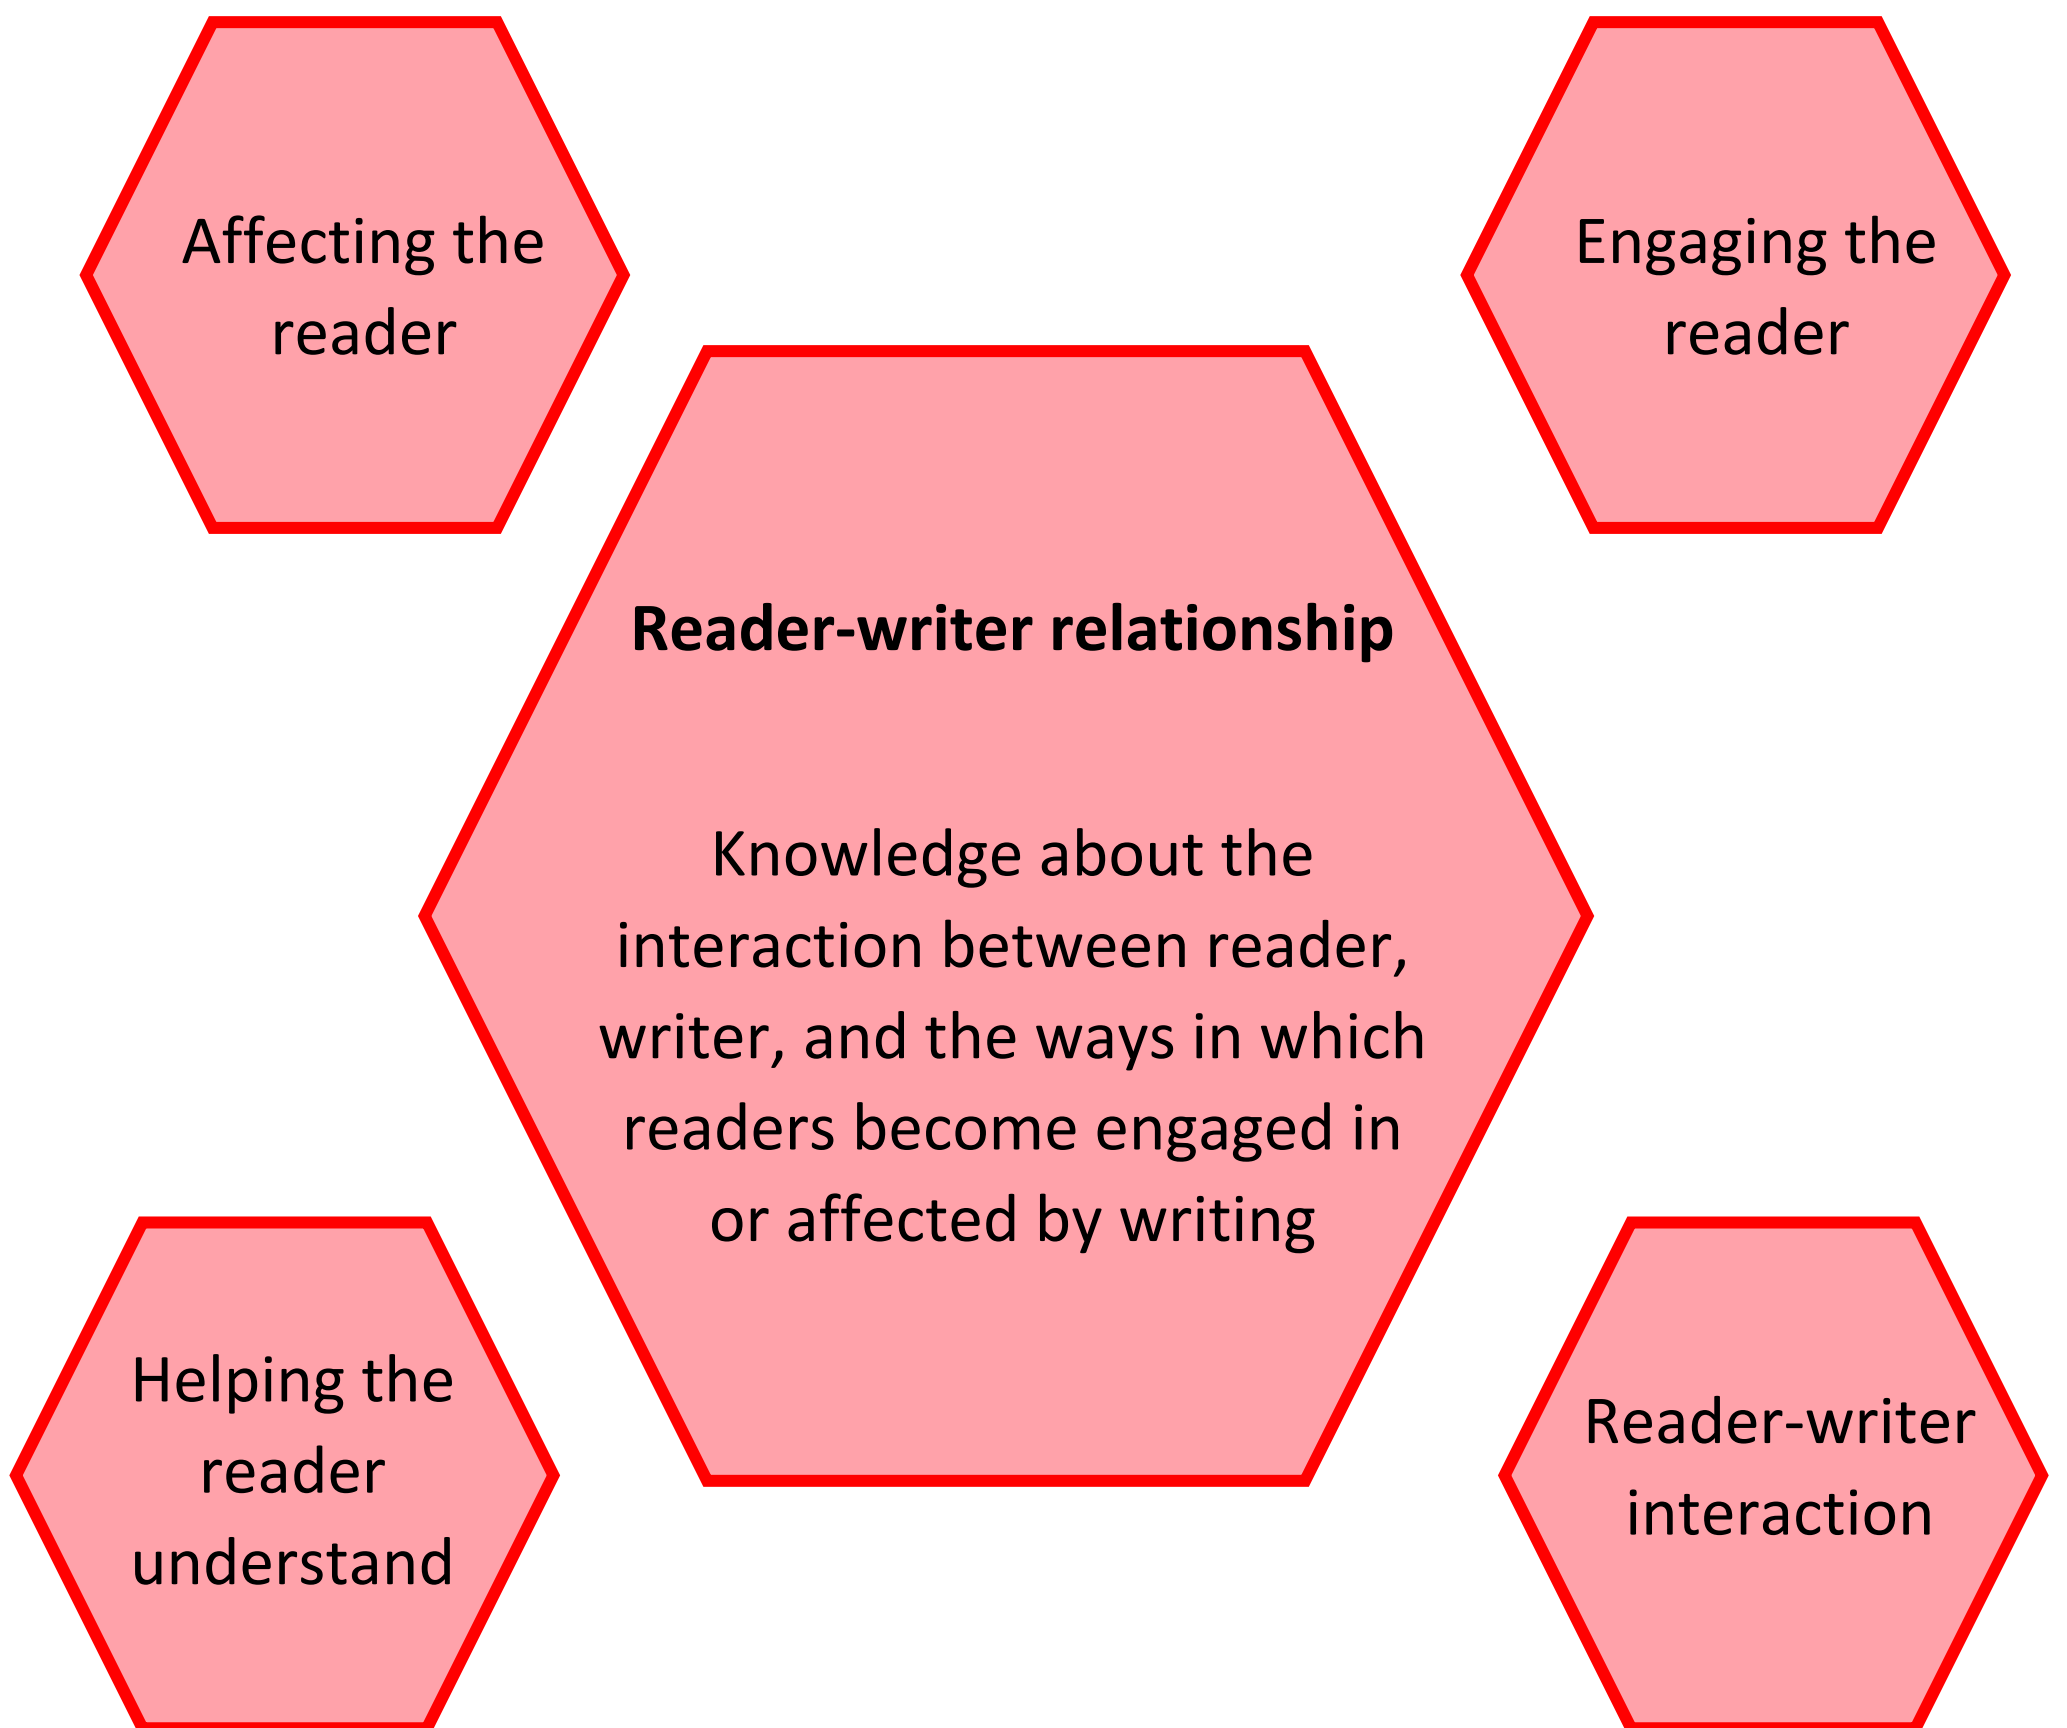 Affecting the
reader
Engaging the
reader
Reader-writer relationship
Knowledge about the
interaction between reader,
writer, and the ways in which
readers become engaged in
or affected by writing
Helping the
reader
understand
Reader-writer
interaction